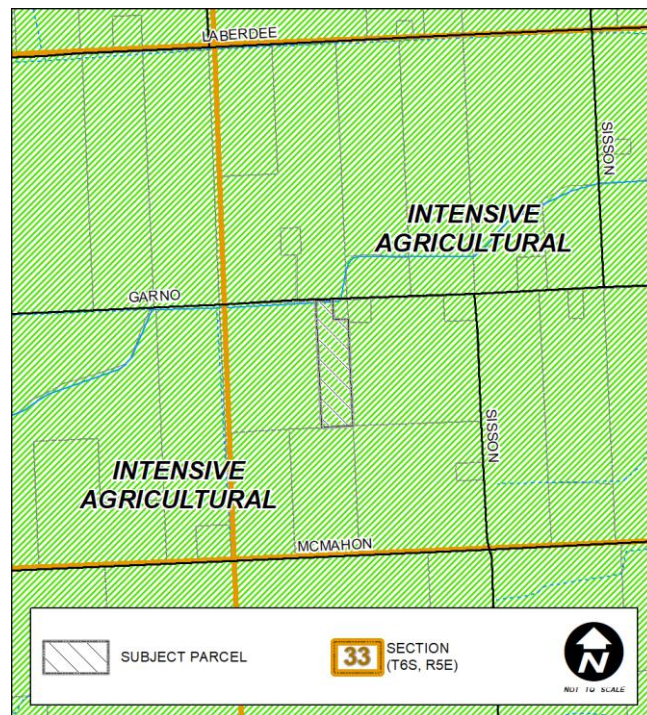 LABERDEE
SISSON
INTENSIVE
AGRICULTURAL
GARNO
SISSON
INTENSIVE
AGRICULTURAL
MCMAHON
SUBJECT PARCEL
33
SECTION
(T6S, R5E)
N
NOT TO SCALE